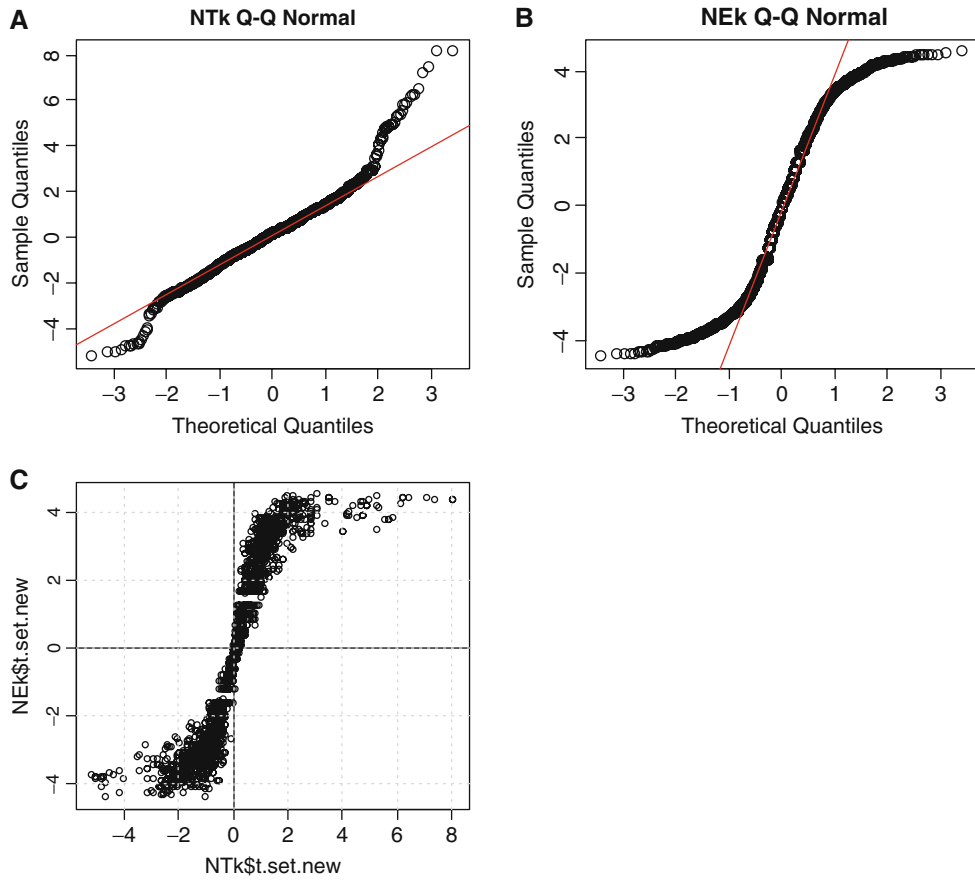 A
NTk Q-Q Normal
Sample Quantiles
8
6
4
2
0
−2
−4
−3 −2 −1 0 1 2 3
Theoretical Quantiles
B
NEk Q-Q Normal
Sample Quantiles
4
2
0
−2
−4
−3 −2 −1 0 1 2 3
Theoretical Quantiles
C
NEk$t.set.new
4
2
0
−2
−4
−4 −2 0 2 4 6 8
NTk$t.set.new